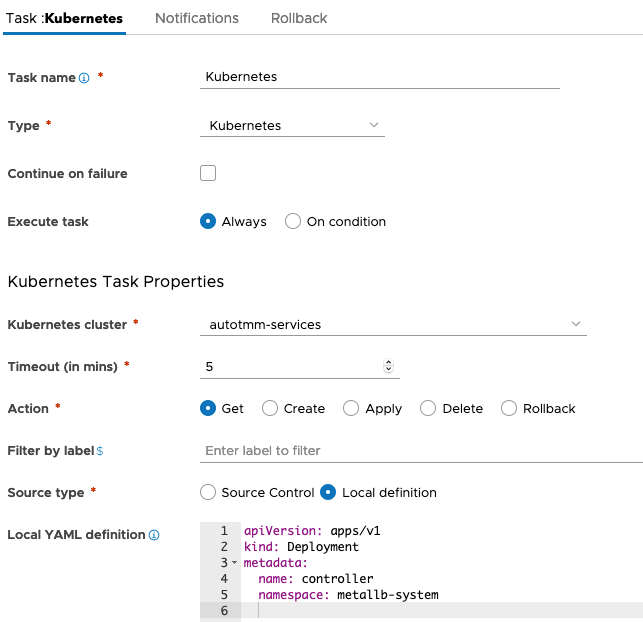 Task :Kubernetes Notifications Rollback
Task name * Kubernetes
Type * Kubernetes
Continue on failure
Execute task Always On condition
Kubernetes Task Properties
Kubernetes cluster * autotmm-services
Timeout (in mins) * 5
Action * Get Create Apply Delete Rollback
Filter by label $ Enter label to filter
Source type * Source Control Local definition
Local YAML definition 1 apiVersion: apps/v1
2 kind: Deployment
3 metadata:
4 name: controller
5 namespace: metallb-system
6